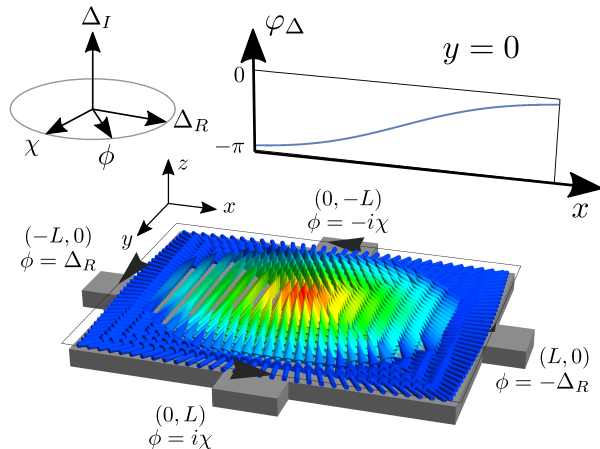 Δ_I
χ
ϕ
Δ_R
φ_Δ
y = 0
0
−π
x
z
x
y
(0, −L)
ϕ = −iχ
(−L, 0)
ϕ = Δ_R
(L, 0)
ϕ = −Δ_R
(0, L)
ϕ = iχ